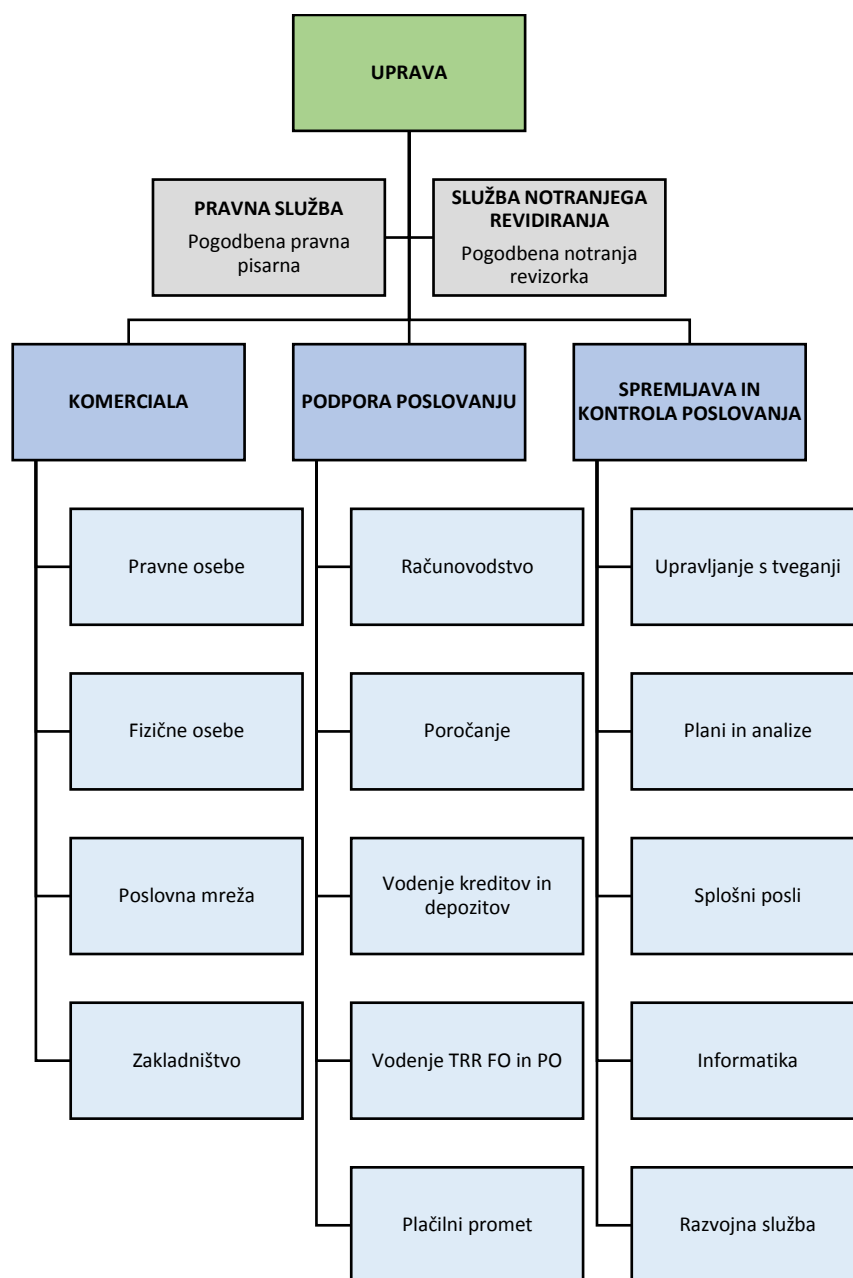 UPRAVA
PRAVNA SLUŽBA
Pogodbena pravna
pisarna
SLUŽBA NOTRANJEGA
REVIDIRANJA
Pogodbena notranja
revizorka
KOMERCIALA
PODPORA POSLOVANJU
SPREMLJAVA IN
KONTROLA POSLOVANJA
Pravne osebe
Računovodstvo
Upravljanje s tveganji
Fizične osebe
Poročanje
Plani in analize
Poslovna mreža
Vodenje kreditov in
depozitov
Splošni posli
Zakladništvo
Vodenje TRR FO in PO
Informatika
Plačilni promet
Razvojna služba